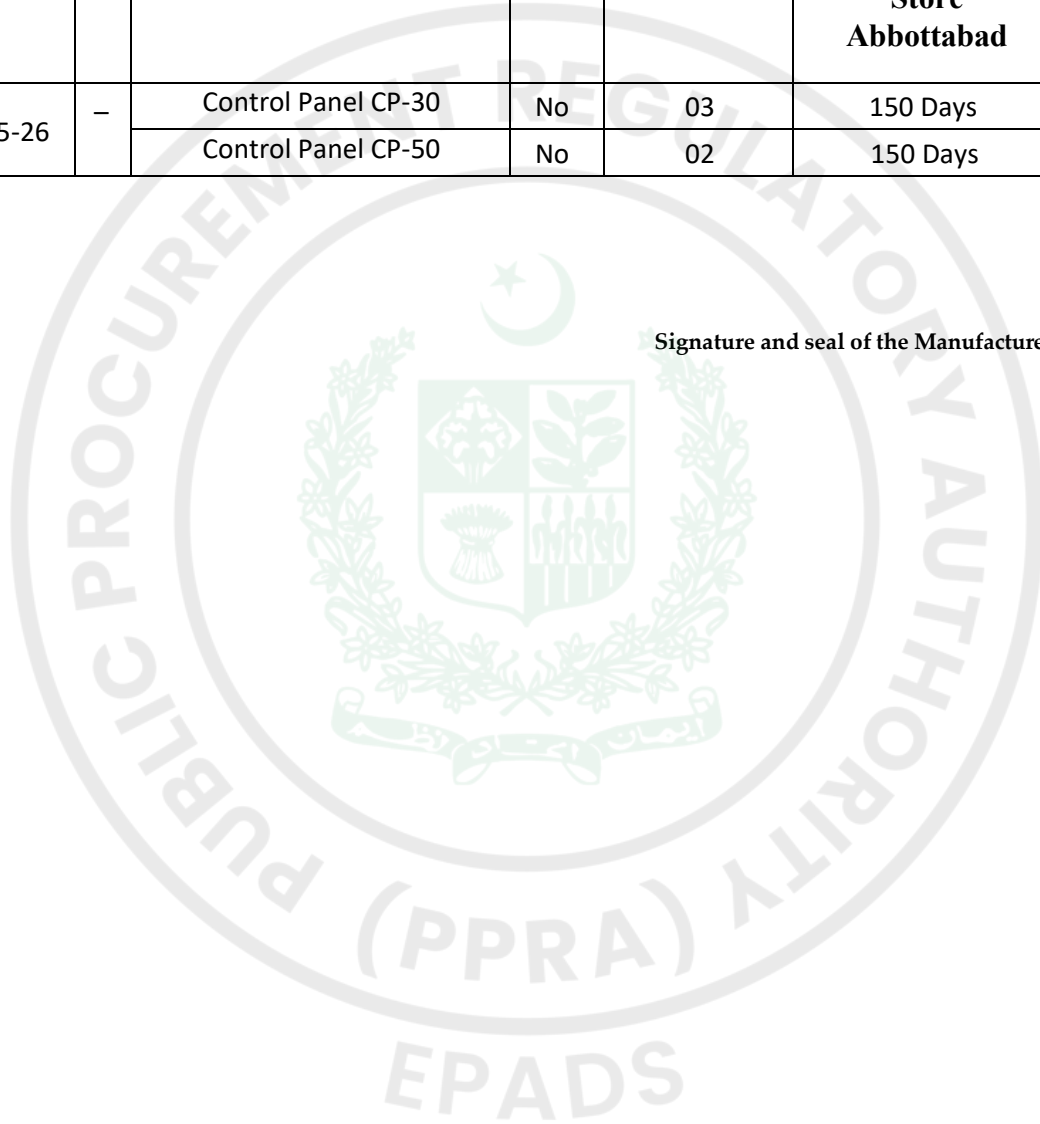 Store
Abbottabad
5-26 – Control Panel CP-30 No 03 150 Days
Control Panel CP-50 No 02 150 Days
Signature and seal of the Manufacture
PUBLIC PROCUREMENT REGULATORY AUTHORITY
(PPRA)
EPADS